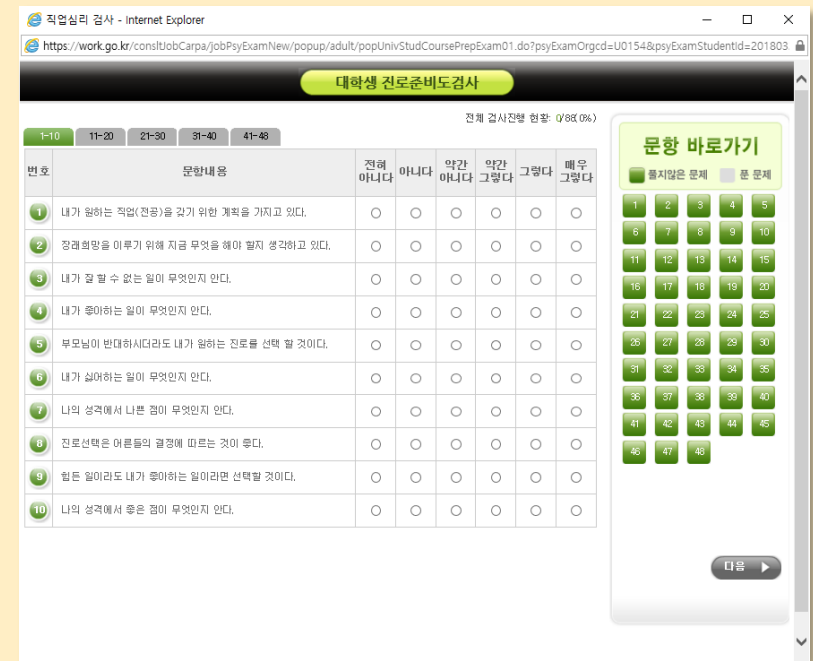 직업심리 검사 - Internet Explorer
https://work.go.kr/consltJobCarpa/jobPsyExamNew/popup/adult/popUnivStudCoursePrepExam01.do?psyExamOrgcd=U0154&psyExamStudentId=201803
대학생 진로준비도검사
전체 검사진행 현황: 0/88(0%)
1-10 11-20 21-30 31-40 41-48
번호 문항내용 전혀 아니다 아니다 약간 아니다 약간 그렇다 그렇다 매우 그렇다
1 내가 원하는 직업(전공)을 갖기 위한 계획을 가지고 있다.
2 장래희망을 이루기 위해 지금 무엇을 해야 할지 생각하고 있다.
3 내가 잘 할 수 없는 일이 무엇인지 안다.
4 내가 좋아하는 일이 무엇인지 안다.
5 부모님이 반대하시더라도 내가 원하는 진로를 선택 할 것이다.
6 내가 싫어하는 일이 무엇인지 안다.
7 나의 성격에서 나쁜 점이 무엇인지 안다.
8 진로선택은 어른들의 결정에 따르는 것이 좋다.
9 힘든 일이라도 내가 좋아하는 일이라면 선택할 것이다.
10 나의 성격에서 좋은 점이 무엇인지 안다.
문항 바로가기
풀지않은 문제 푼 문제
1 2 3 4 5
6 7 8 9 10
11 12 13 14 15
16 17 18 19 20
21 22 23 24 25
26 27 28 29 30
31 32 33 34 35
36 37 38 39 40
41 42 43 44 45
46 47 48
다음